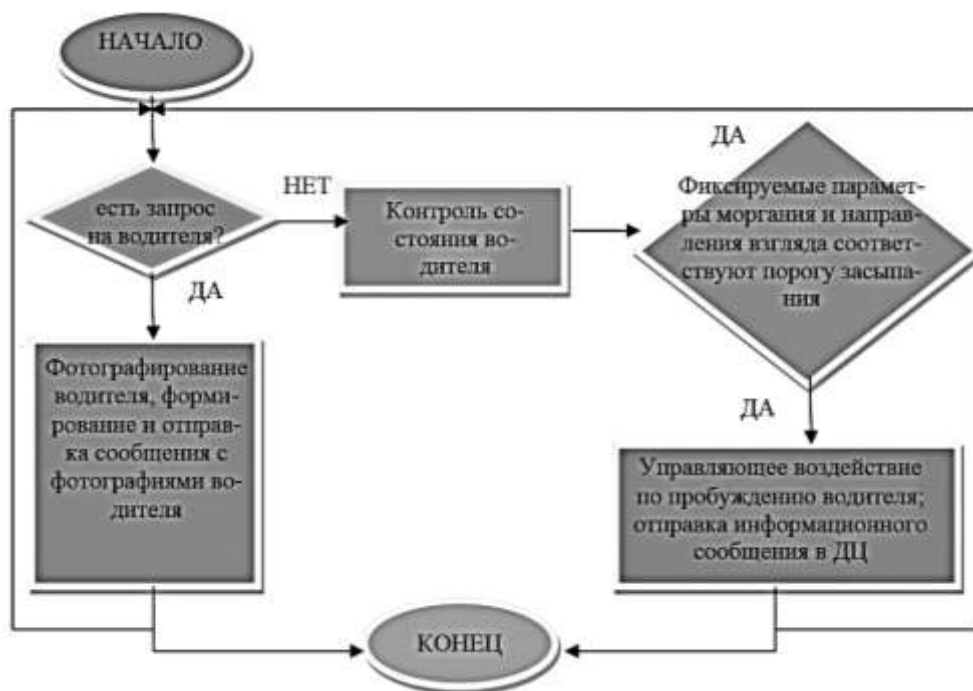 НАЧАЛО
есть запрос
на водителя?
НЕТ
ДА
Контроль со-
стояния во-
дителя
ДА
Фиксируемые парамет-
ры моргания и направ-
ления взгляда соответ-
ствуют порогу засыпа-
ния
ДА
Фотографирование
водителя, форми-
рование и отправ-
ка сообщения с
фотографиями во-
дителя
Управляющее воздействие
по пробуждению водителя;
отправка информационного
сообщения в ДЦ
КОНЕЦ